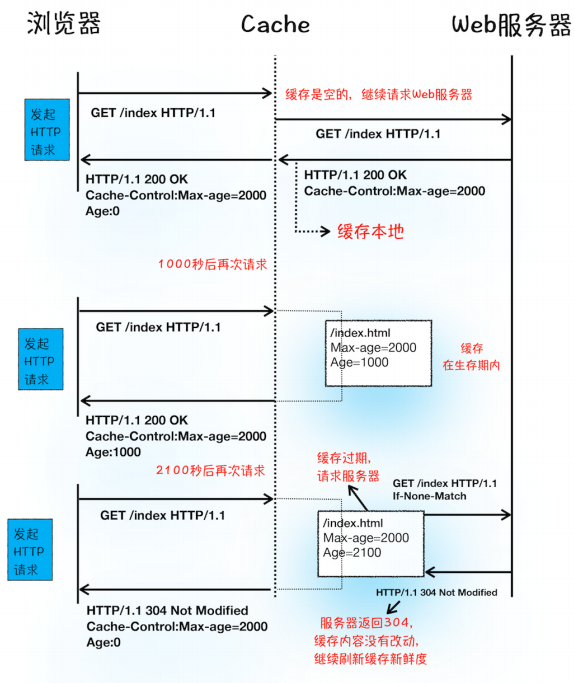 浏览器
Cache
Web服务器
缓存是空的，继续请求Web服务器
发起
HTTP
请求
GET /index HTTP/1.1
GET /index HTTP/1.1
HTTP/1.1 200 OK
Cache-Control:Max-age=2000
Age:0
HTTP/1.1 200 OK
Cache-Control:Max-age=2000
缓存本地
1000秒后再次请求
GET /index HTTP/1.1
发起
HTTP
请求
/index.html
Max-age=2000
Age=1000
缓存
在生存期内
HTTP/1.1 200 OK
Cache-Control:Max-age=2000
Age:1000
2100秒后再次请求
缓存过期，
请求服务器
GET /index HTTP/1.1
If-None-Match
GET /index HTTP/1.1
发起
HTTP
请求
/index.html
Max-age=2000
Age=2100
HTTP/1.1 304 Not Modified
HTTP/1.1 304 Not Modified
Cache-Control:Max-age=2000
Age:0
服务器返回304，
缓存内容没有改动，
继续刷新缓存新鲜度